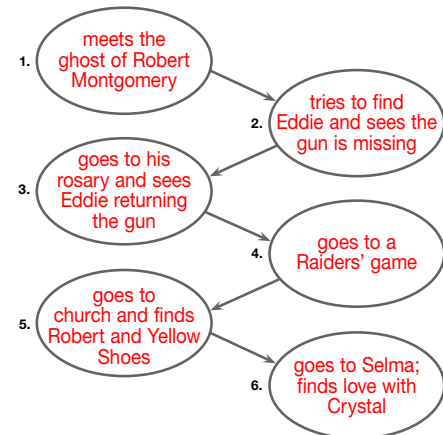 1. meets the
ghost of Robert
Montgomery
2. tries to find
Eddie and sees the
gun is missing
3. goes to his
rosary and sees
Eddie returning
the gun
4. goes to a
Raiders’ game
5. goes to
church and finds
Robert and Yellow
Shoes
6. goes to Selma;
finds love with
Crystal